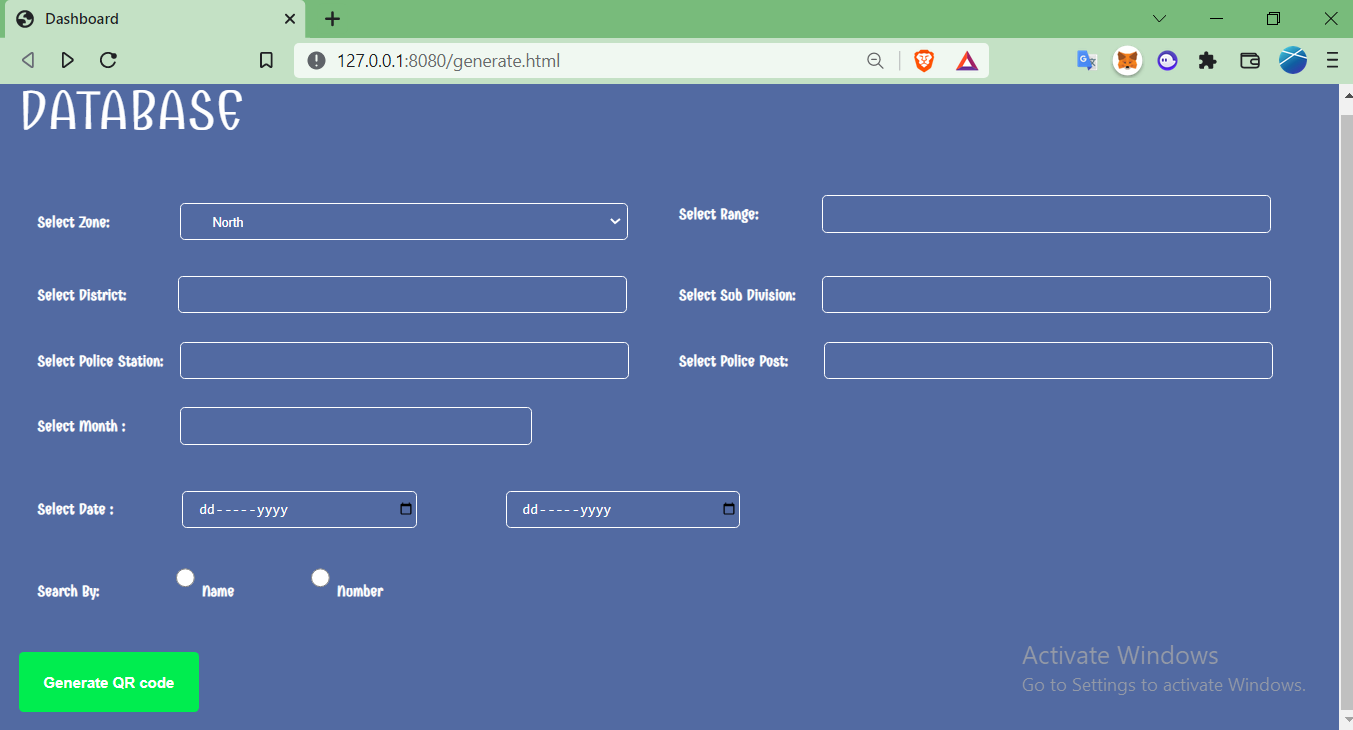 Dashboard
127.0.0.1:8080/generate.html
DATABASE
Select Zone: North Select Range:
Select District: Select Sub Division:
Select Police Station: Select Police Post:
Select Month :
Select Date : dd-----yyyy dd-----yyyy
Search By: Name Number
Generate QR code
Activate Windows
Go to Settings to activate Windows.